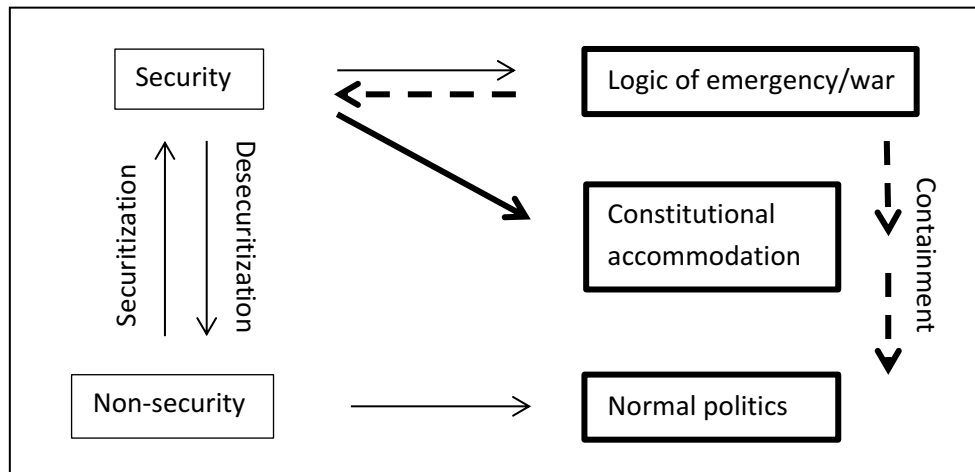 Security
Logic of emergency/war
Securitization
Desecuritization
Constitutional
accommodation
Containment
Non-security
Normal politics